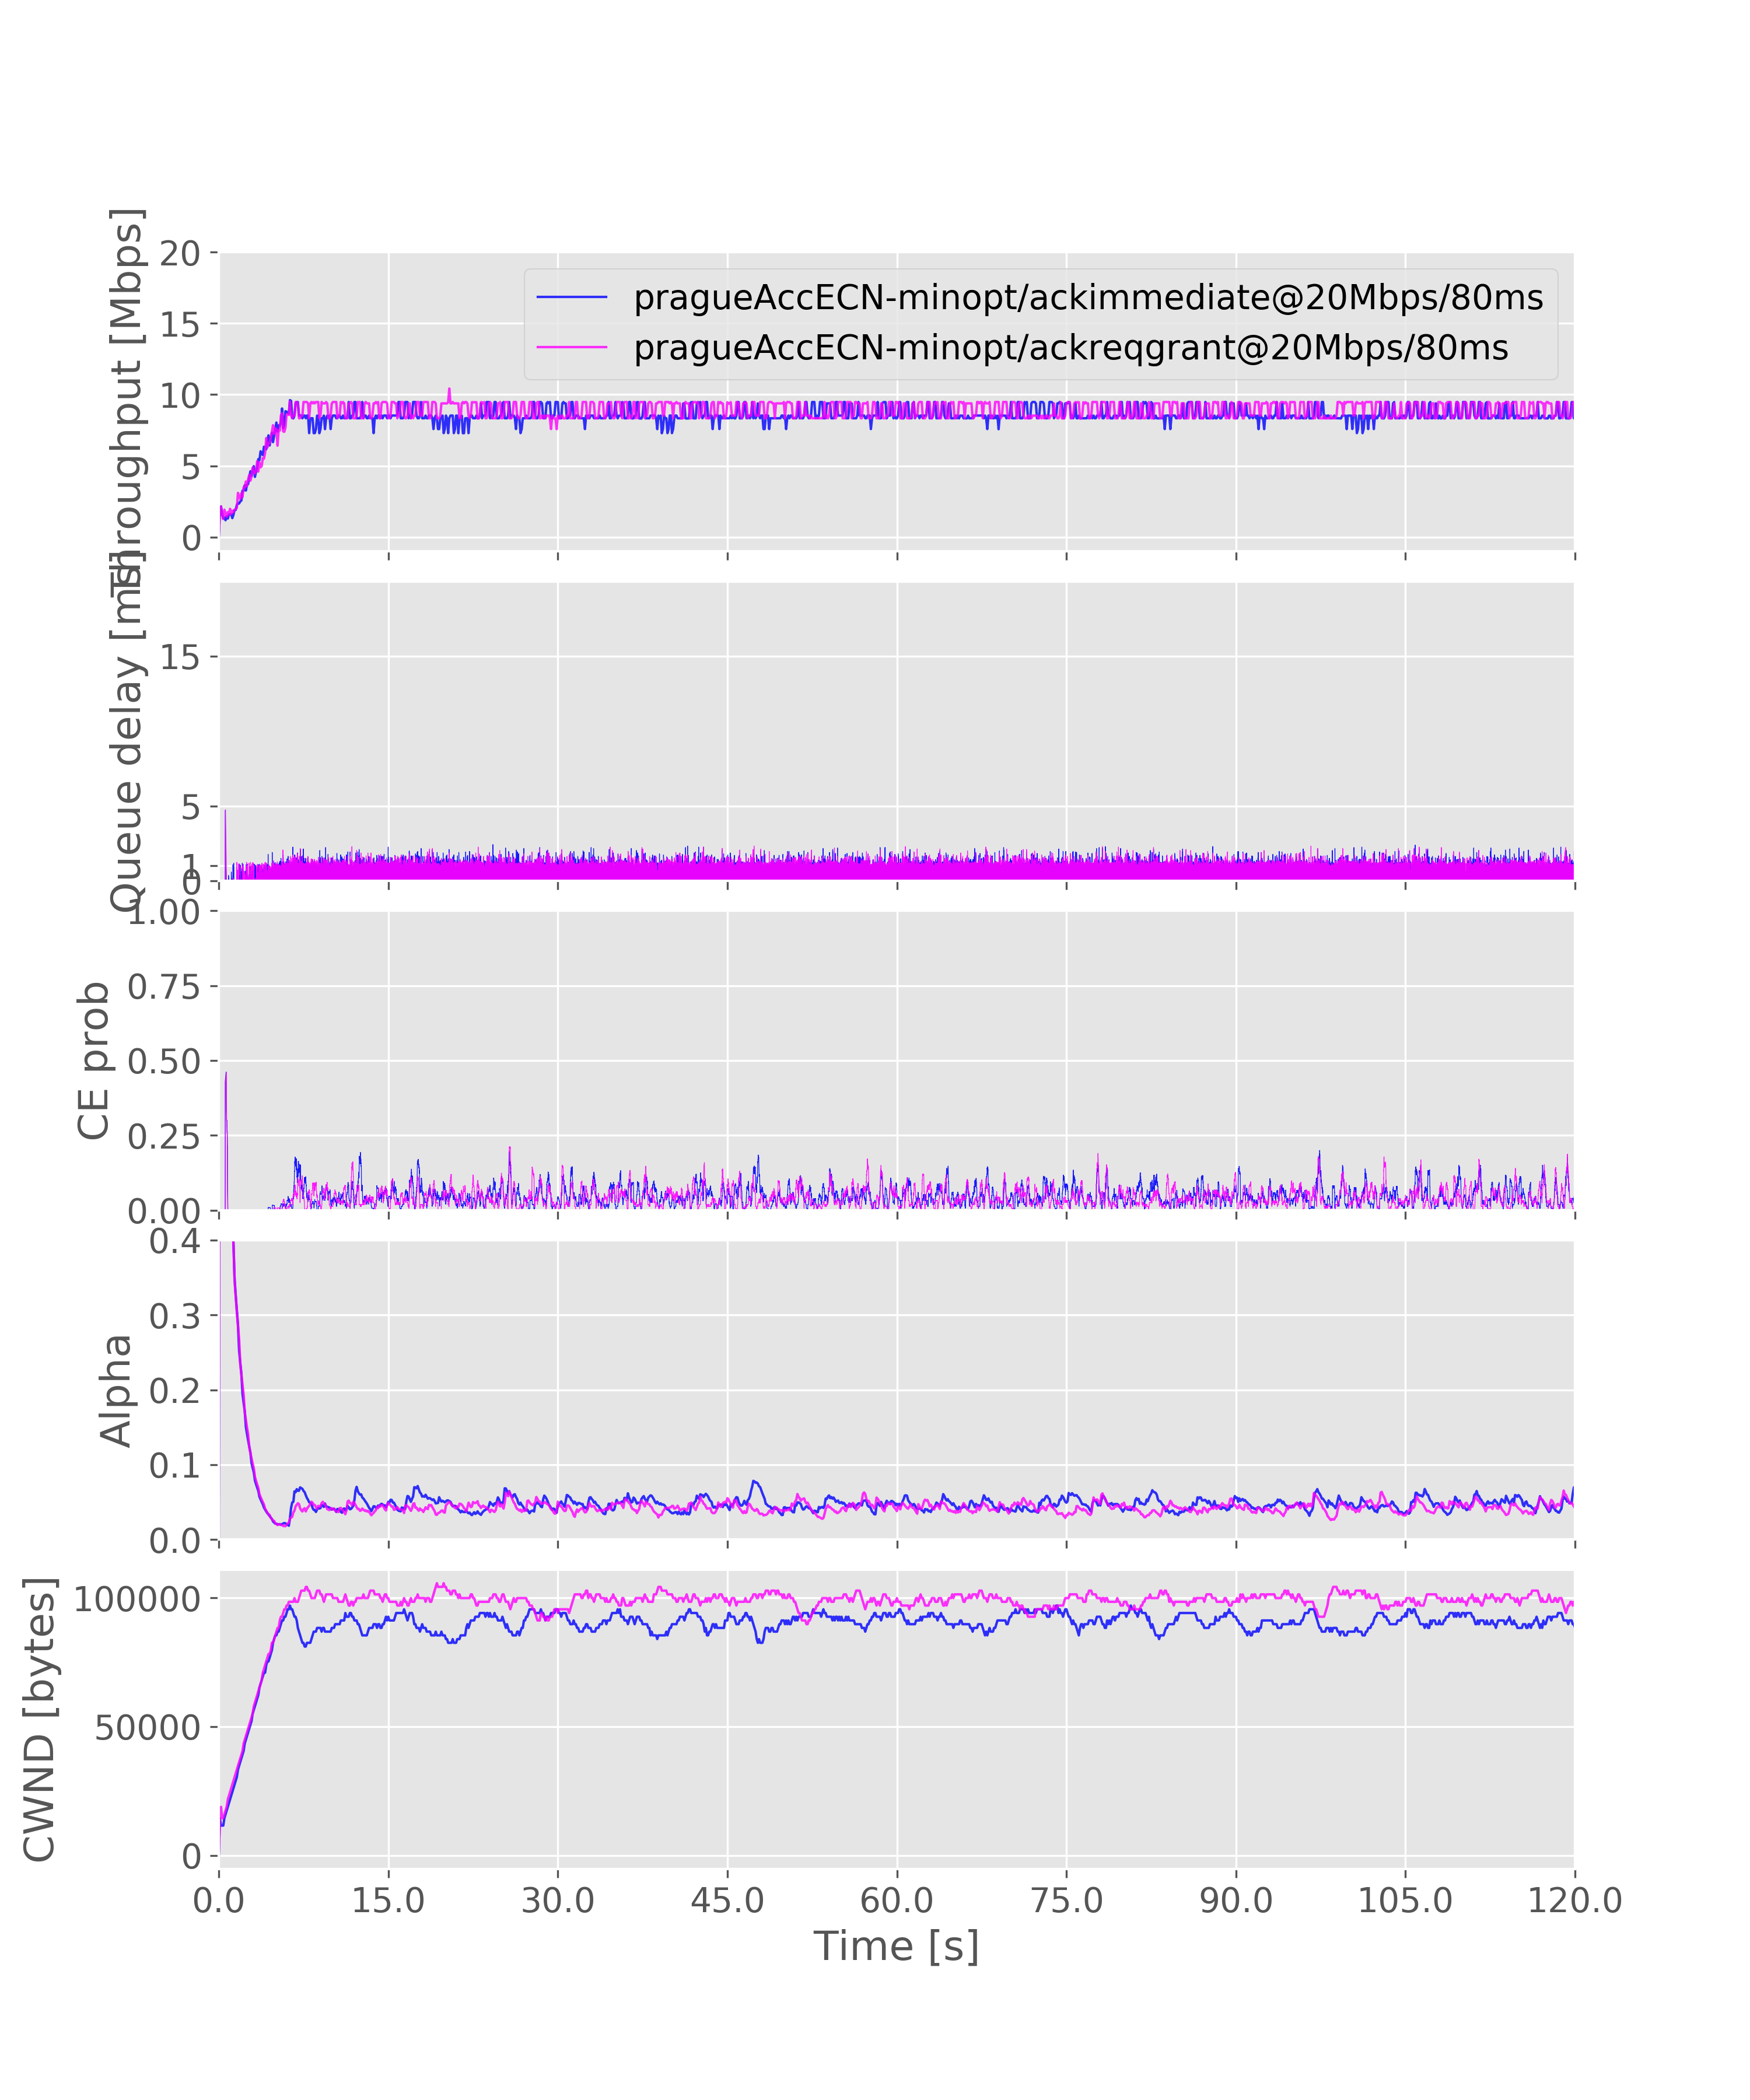 Throughput [Mbps]
20
15
10
5
0
pragueAccECN-minopt/ackimmediate@20Mbps/80ms
pragueAccECN-minopt/ackreqgrant@20Mbps/80ms
Queue delay [ms]
15
5
1
0
CE prob
1.00
0.75
0.50
0.25
0.00
Alpha
0.4
0.3
0.2
0.1
0.0
CWND [bytes]
100000
50000
0
0.0 15.0 30.0 45.0 60.0 75.0 90.0 105.0 120.0
Time [s]